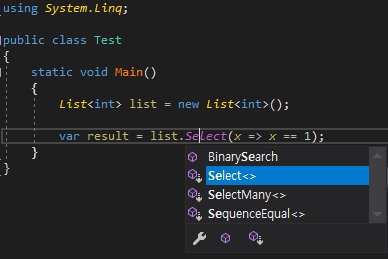 using System.Linq;
public class Test
{
static void Main()
{
List<int> list = new List<int>();
var result = list.Select(x => x == 1);
}
}
BinarySearch
Select<>
SelectMany<>
SequenceEqual<>